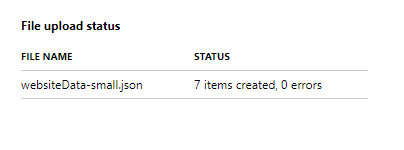 File upload status
FILE NAME STATUS
websiteData-small.json 7 items created, 0 errors